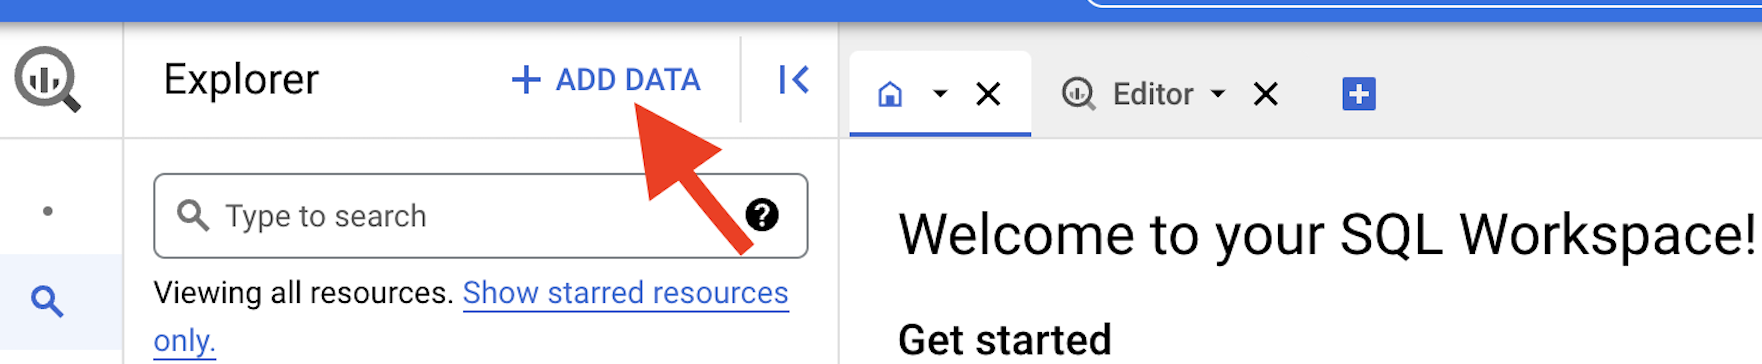 Explorer
+ ADD DATA
Editor
Type to search
Viewing all resources. Show starred resources
only.
Welcome to your SQL Workspace!
Get started